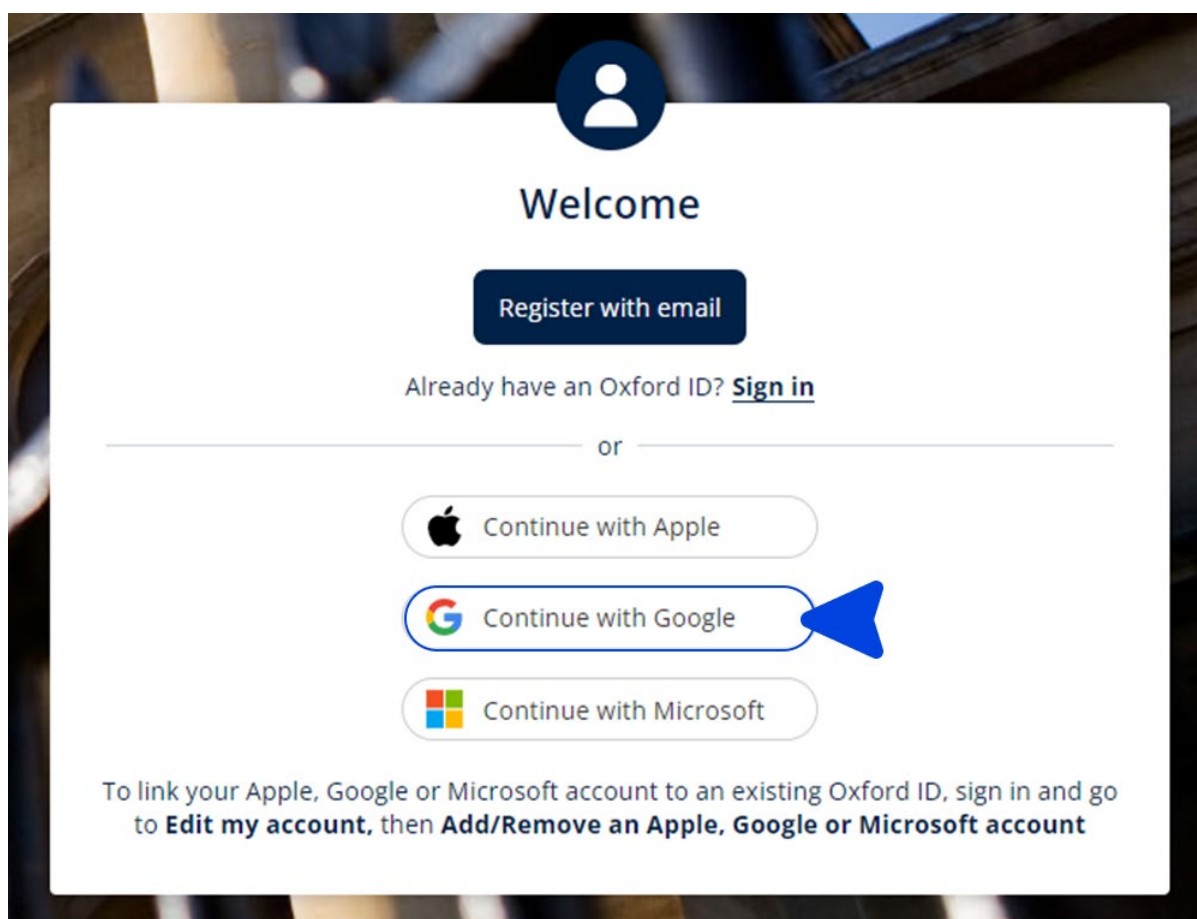 Welcome
Register with email
Already have an Oxford ID? Sign in
or
Continue with Apple
Continue with Google
Continue with Microsoft
To link your Apple, Google or Microsoft account to an existing Oxford ID, sign in and go
to Edit my account, then Add/Remove an Apple, Google or Microsoft account